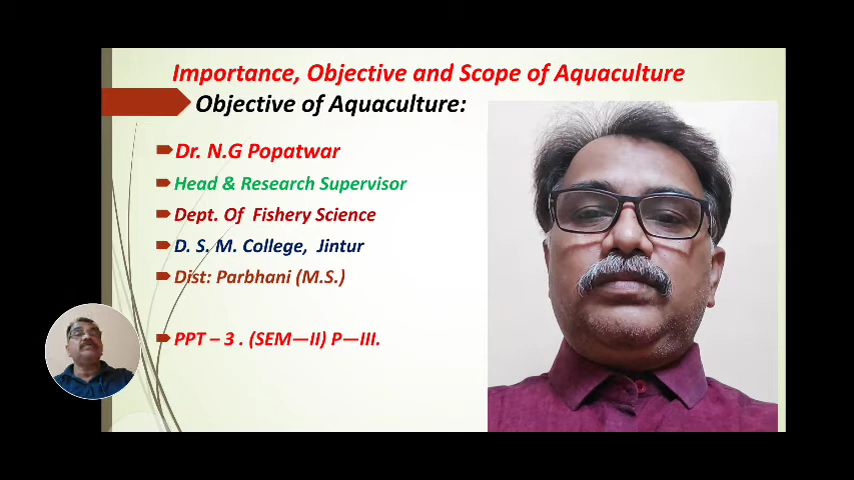 Importance, Objective and Scope of Aquaculture
Objective of Aquaculture:
Dr. N.G Popatwar
Head & Research Supervisor
Dept. Of Fishery Science
D. S. M. College, Jintur
Dist: Parbhani (M.S.)
PPT – 3 . (SEM—II) P—III.